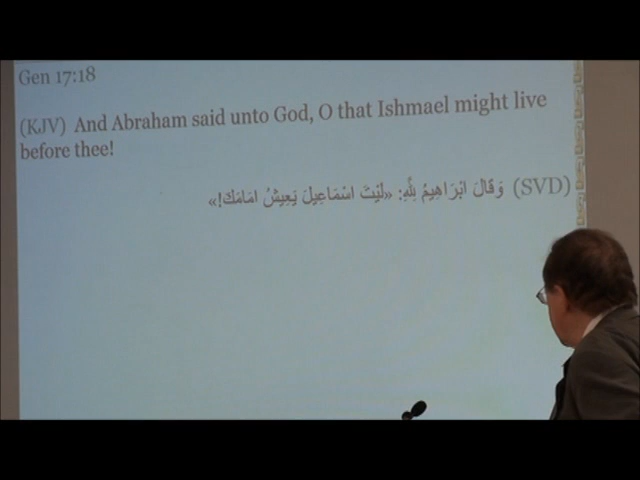 Gen 17:18
(KJV) And Abraham said unto God, O that Ishmael might live
before thee!
(SVD) وَقَالَ ابْرَاهِيمُ لِلَّهِ: «لَيْتَ اسْمَاعِيلَ يَعِيشُ امَامَكَ!»